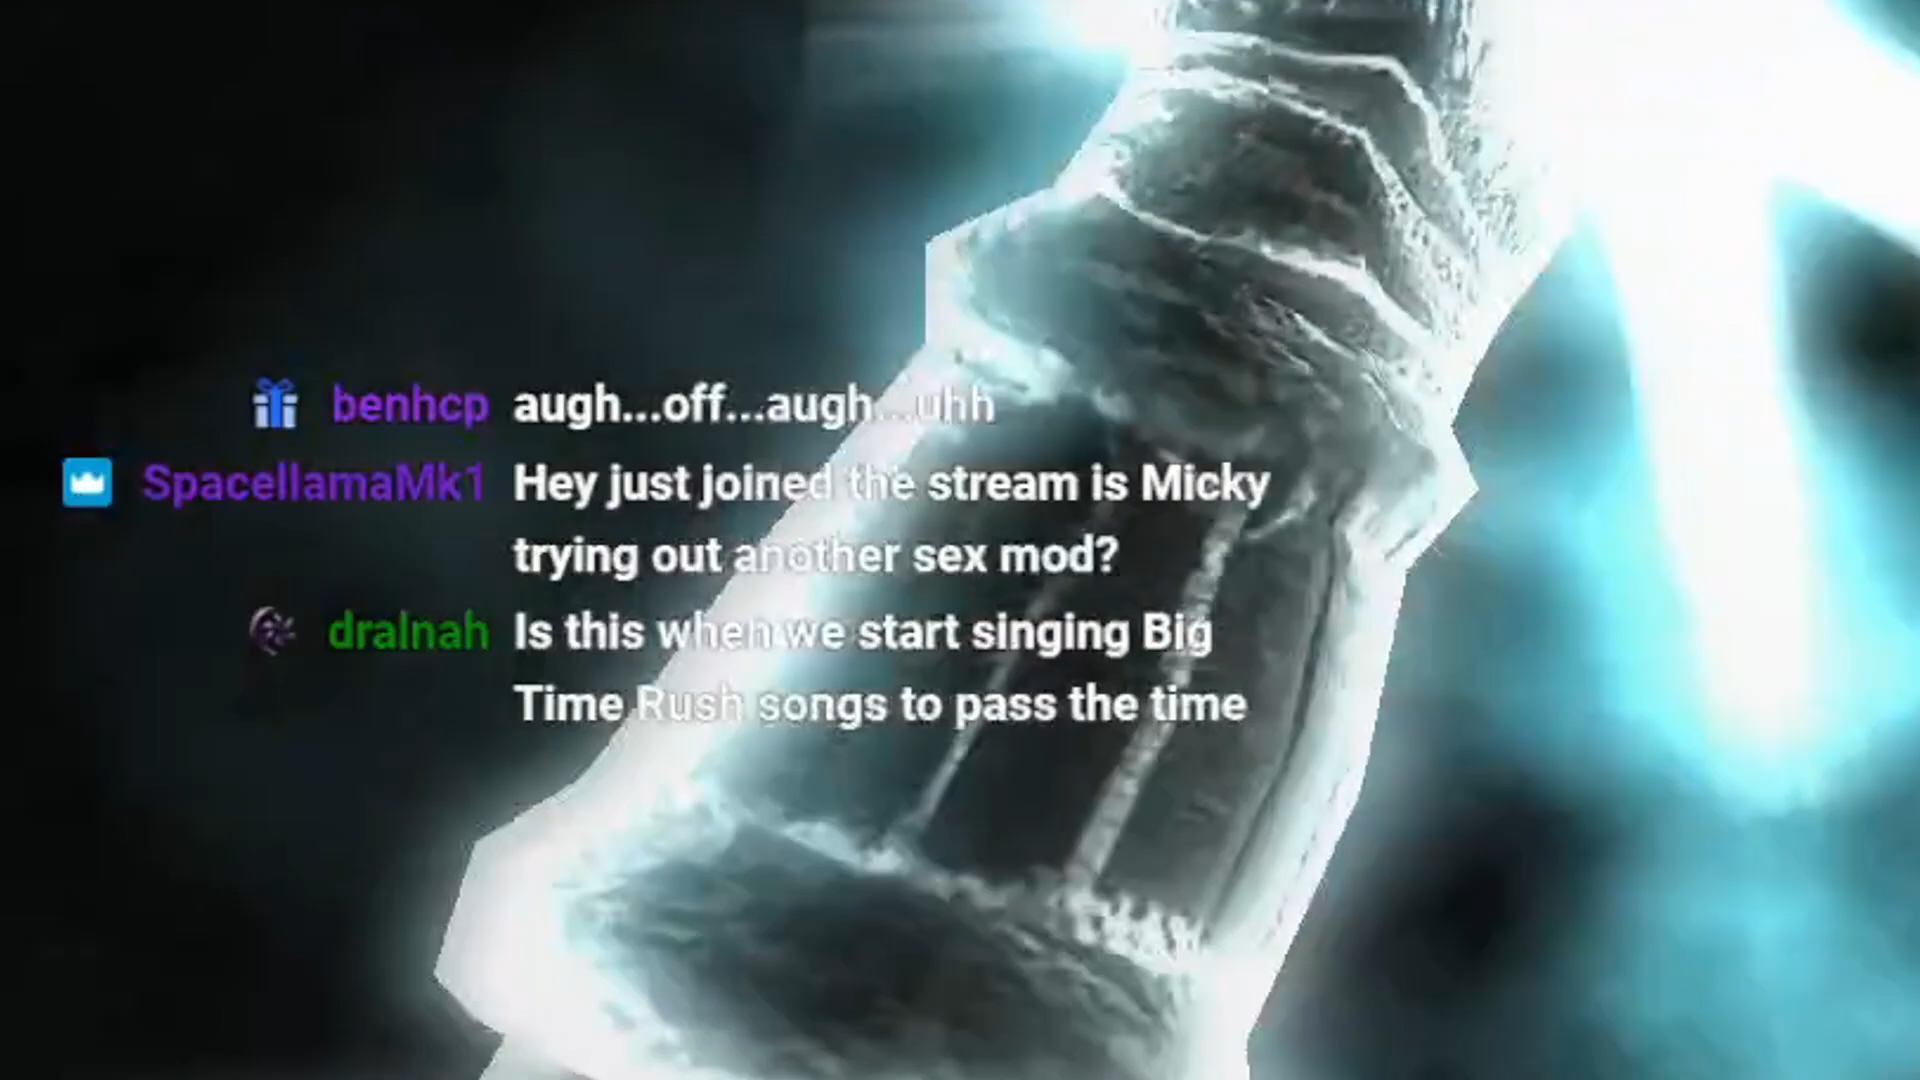 benhcp augh...off...augh...uhh
SpacellamaMk1 Hey just joined the stream is Micky
trying out another sex mod?
dralnah Is this when we start singing Big
Time Rush songs to pass the time